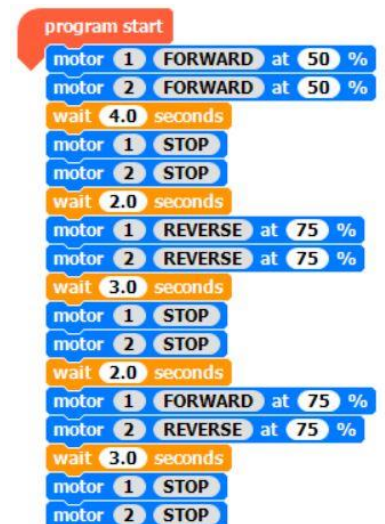 program start
motor 1 FORWARD at 50 %
motor 2 FORWARD at 50 %
wait 4.0 seconds
motor 1 STOP
motor 2 STOP
wait 2.0 seconds
motor 1 REVERSE at 75 %
motor 2 REVERSE at 75 %
wait 3.0 seconds
motor 1 STOP
motor 2 STOP
wait 2.0 seconds
motor 1 FORWARD at 75 %
motor 2 REVERSE at 75 %
wait 3.0 seconds
motor 1 STOP
motor 2 STOP